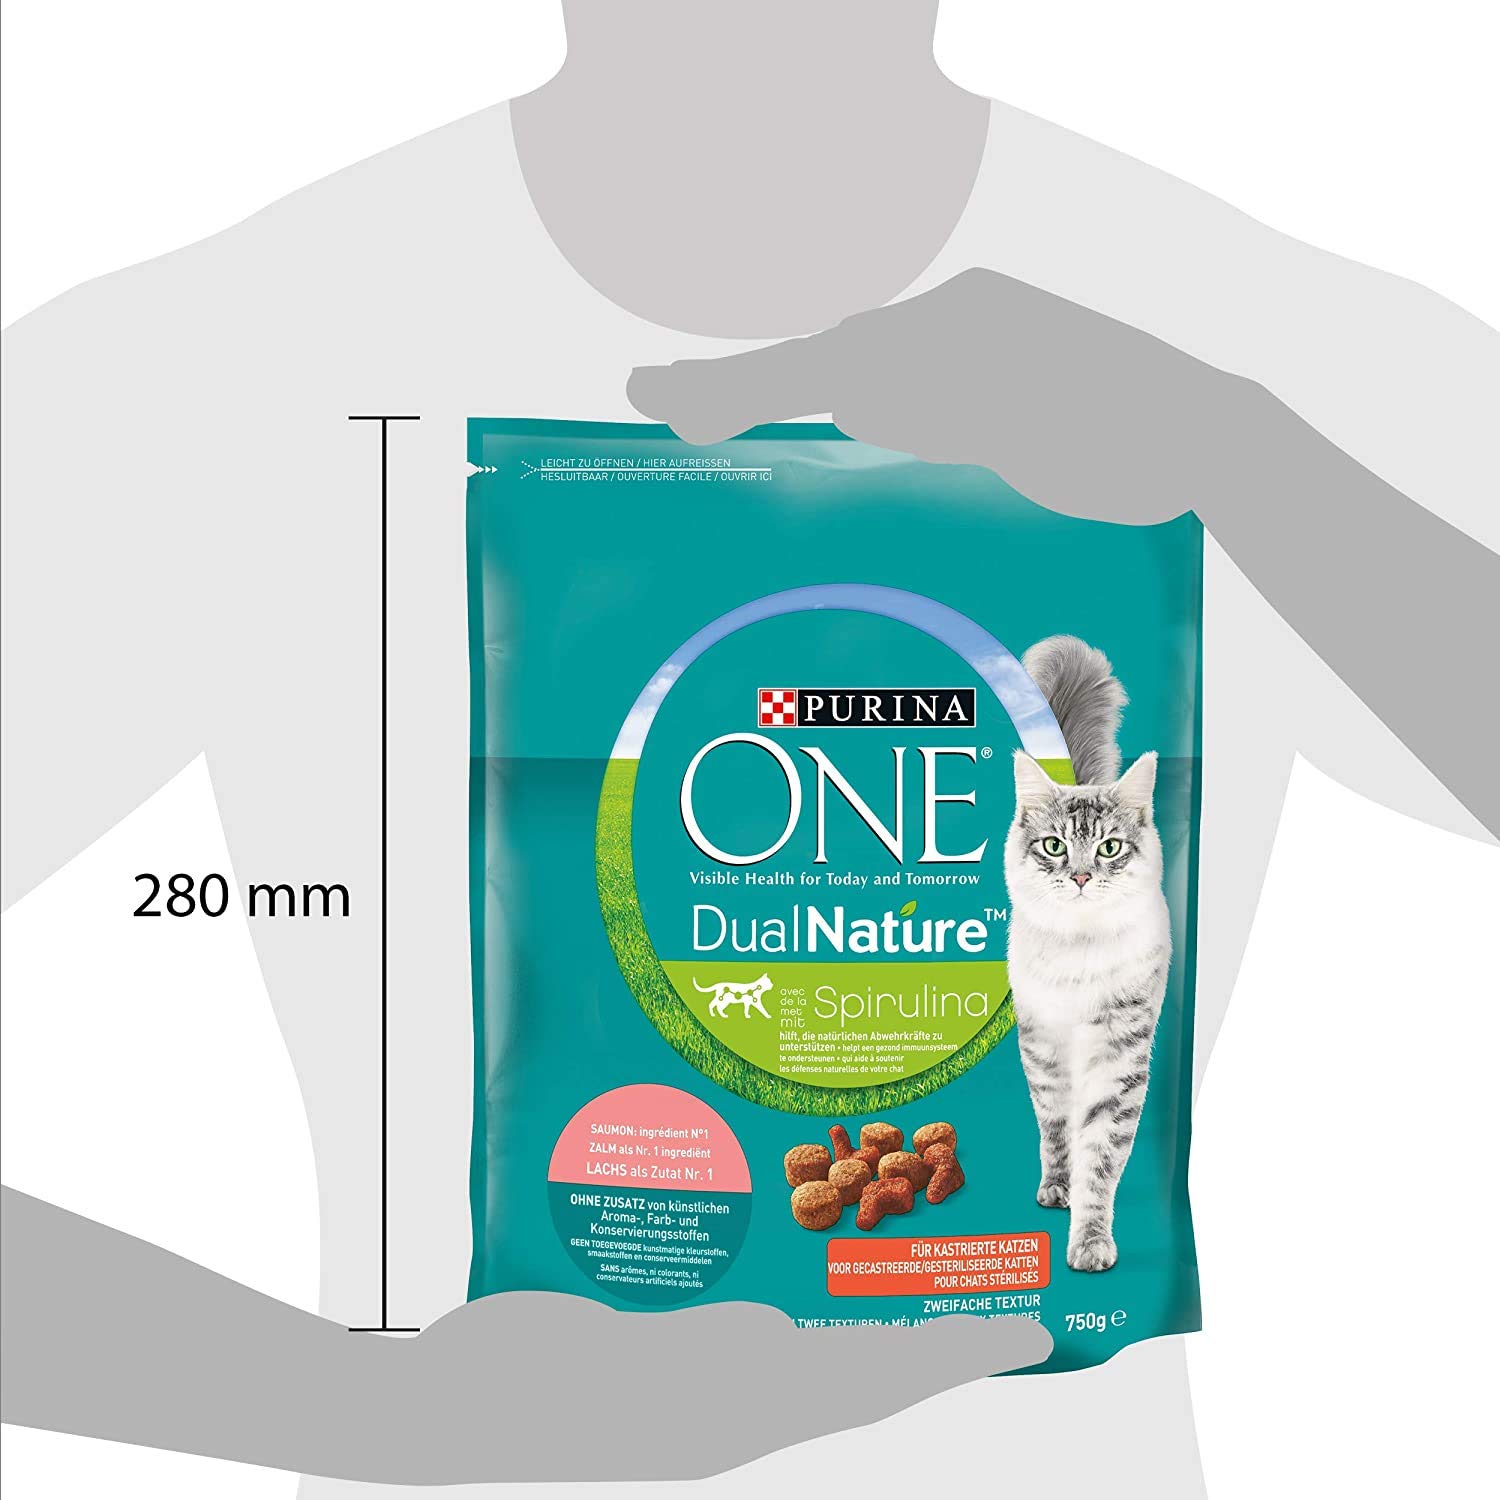 LEICHT ZU ÖFFNEN / HIER AUFREISSEN
HESLUITBAAR / OUVERTURE FACILE / OUVRIR ICI
PURINA
ONE®
Visible Health for Today and Tomorrow
DualNature™
280 mm
avec
de la
met
mit
Spirulina
hilft, die natürlichen Abwehrkräfte zu
unterstützen • helpt een gezond immuunsysteem
te ondersteunen • qui aide à soutenir
les défenses naturelles de votre chat
SAUMON: ingrédient N°1
ZALM als Nr. 1 ingrediënt
LACHS als Zutat Nr. 1
OHNE ZUSATZ von künstlichen
Aroma-, Farb- und
Konservierungsstoffen
GEEN TOEGEVOEGDE kunstmatige kleurstoffen,
smaakstoffen en conserveermiddelen
SANS arômes, ni colorants, ni
conservateurs artificiels ajoutés
FÜR KASTRIERTE KATZEN
VOOR GECASTREERDE/GESTERILISEERDE KATTEN
POUR CHATS STÉRILISÉS
ZWEIFACHE TEXTUR
TWEE TEXTUREN •
750g ℮